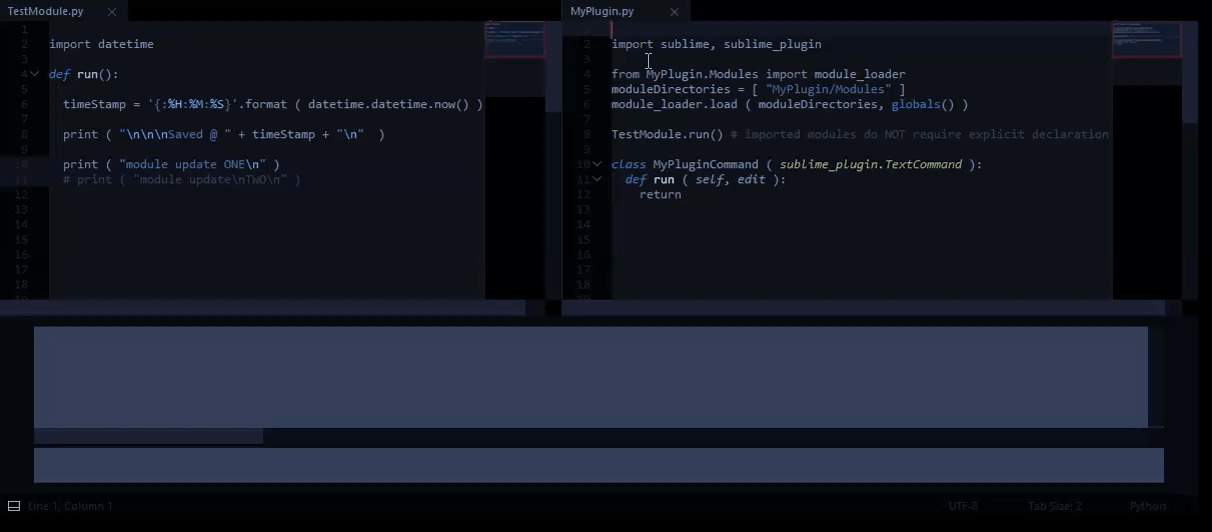 TestModule.py
1
2 import datetime
3
4 def run():
5
6 timeStamp = '{:%H:%M:%S}'.format ( datetime.datetime.now() )
7
8 print ( "\n\n\nSaved @ " + timeStamp + "\n" )
9
10 print ( "module update ONE\n" )
11 # print ( "module update\nTWO\n" )
12
13
14
15
16
17
18
MyPlugin.py
2 import sublime, sublime_plugin
3
4 from MyPlugin.Modules import module_loader
5 moduleDirectories = [ "MyPlugin/Modules" ]
6 module_loader.load ( moduleDirectories, globals() )
7
8 TestModule.run() # imported modules do NOT require explicit declaration
9
10 class MyPluginCommand ( sublime_plugin.TextCommand ):
11 def run ( self, edit ):
12 return
13
14
15
16
17
18
Line 1, Column 1
UTF-8
Tab Size: 2
Python